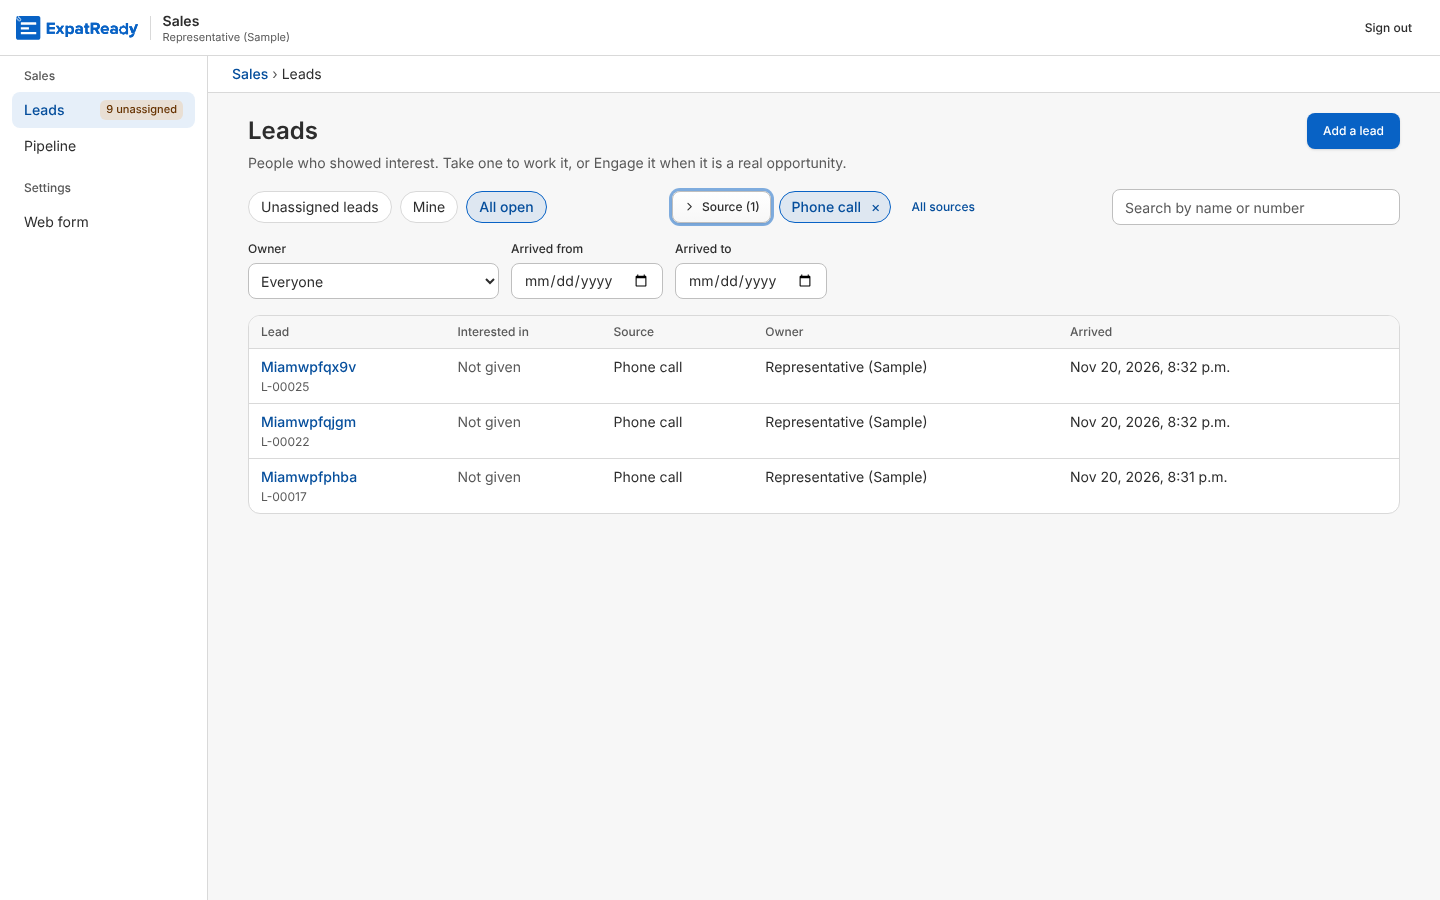 ExpatReady
Sales
Representative (Sample)
Sign out
Sales
Leads
9 unassigned
Pipeline
Settings
Web form
Sales › Leads
Leads
Add a lead
People who showed interest. Take one to work it, or Engage it when it is a real opportunity.
Unassigned leads
Mine
All open
Source (1)
Phone call ×
All sources
Search by name or number
Owner
Arrived from
Arrived to
Everyone
mm/dd/yyyy
mm/dd/yyyy
Lead Interested in Source Owner Arrived
Miamwpfqx9v Not given Phone call Representative (Sample) Nov 20, 2026, 8:32 p.m.
L-00025
Miamwpfqjgm Not given Phone call Representative (Sample) Nov 20, 2026, 8:32 p.m.
L-00022
Miamwpfphba Not given Phone call Representative (Sample) Nov 20, 2026, 8:31 p.m.
L-00017